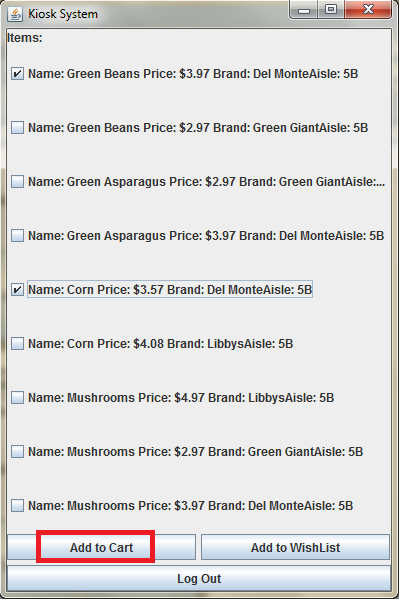 Kiosk System
Items:
Name: Green Beans Price: $3.97 Brand: Del MonteAisle: 5B
Name: Green Beans Price: $2.97 Brand: Green GiantAisle: 5B
Name: Green Asparagus Price: $2.97 Brand: Green GiantAisle:...
Name: Green Asparagus Price: $3.97 Brand: Del MonteAisle: 5B
Name: Corn Price: $3.57 Brand: Del MonteAisle: 5B
Name: Corn Price: $4.08 Brand: LibbysAisle: 5B
Name: Mushrooms Price: $4.97 Brand: LibbysAisle: 5B
Name: Mushrooms Price: $2.97 Brand: Green GiantAisle: 5B
Name: Mushrooms Price: $3.97 Brand: Del MonteAisle: 5B
Add to Cart
Add to WishList
Log Out